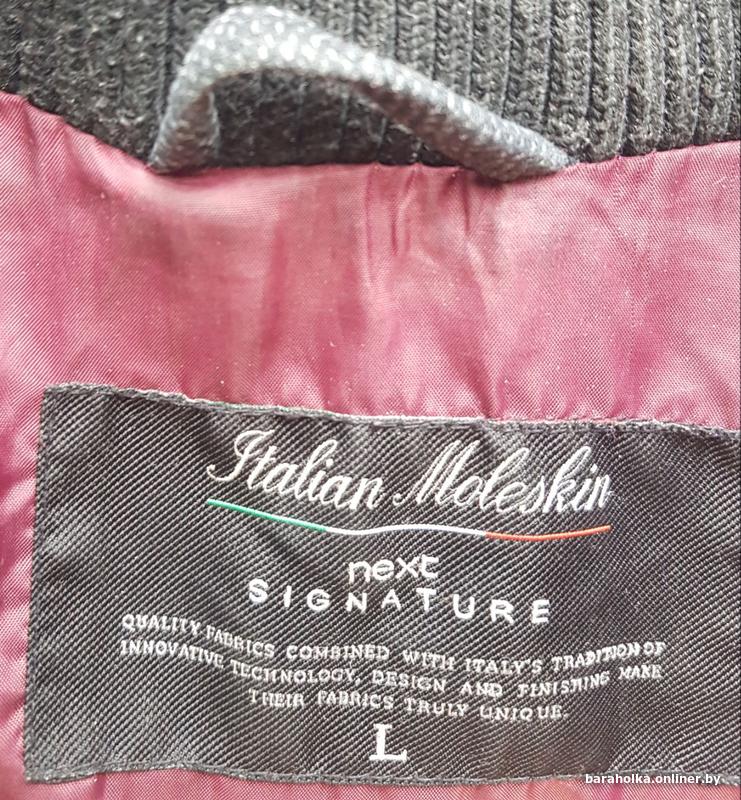 Italian Moleskin
next
SIGNATURE
QUALITY FABRICS COMBINED WITH ITALY'S TRADITION OF
INNOVATIVE TECHNOLOGY, DESIGN AND FINISHING MAKE
THEIR FABRICS TRULY UNIQUE.
L
baraholka.onliner.by